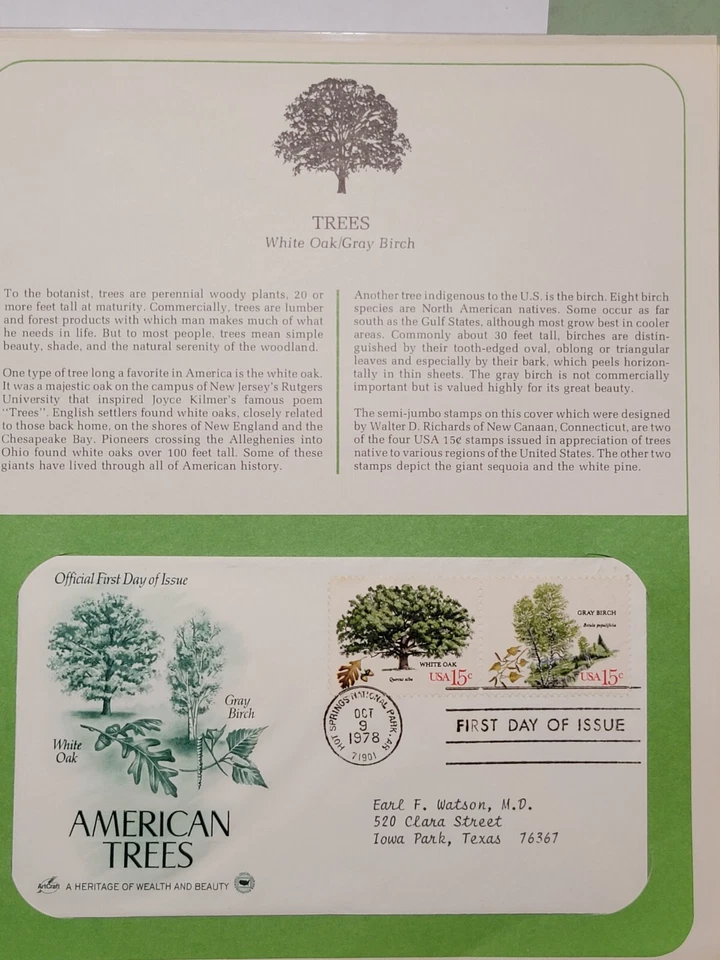 TREES
White Oak/Gray Birch
To the botanist, trees are perennial woody plants, 20 or
more feet tall at maturity. Commercially, trees are lumber
and forest products with which man makes much of what
he needs in life. But to most people, trees mean simple
beauty, shade, and the natural serenity of the woodland.
One type of tree long a favorite in America is the white oak.
It was a majestic oak on the campus of New Jersey's Rutgers
University that inspired Joyce Kilmer's famous poem
"Trees". English settlers found white oaks, closely related
to those back home, on the shores of New England and the
Chesapeake Bay. Pioneers crossing the Alleghenies into
Ohio found white oaks over 100 feet tall. Some of these
giants have lived through all of American history.
Another tree indigenous to the U.S. is the birch. Eight birch
species are North American natives. Some occur as far
south as the Gulf States, although most grow best in cooler
areas. Commonly about 30 feet tall, birches are distin-
guished by their tooth-edged oval, oblong or triangular
leaves and especially by their bark, which peels horizon-
tally in thin sheets. The gray birch is not commercially
important but is valued highly for its great beauty.
The semi-jumbo stamps on this cover which were designed
by Walter D. Richards of New Canaan, Connecticut, are two
of the four USA 15¢ stamps issued in appreciation of trees
native to various regions of the United States. The other two
stamps depict the giant sequoia and the white pine.
Official First Day of Issue
Gray
Birch
White
Oak
AMERICAN
TREES
ArtCraft A HERITAGE OF WEALTH AND BEAUTY
WHITE OAK
Quercus alba
USA 15c
GRAY BIRCH
Betula populifolia
USA 15c
HOT SPRINGS NATIONAL PARK, AR
OCT
9
1978
71901
FIRST DAY OF ISSUE
Earl F. Watson, M.D.
520 Clara Street
Iowa Park, Texas 76367